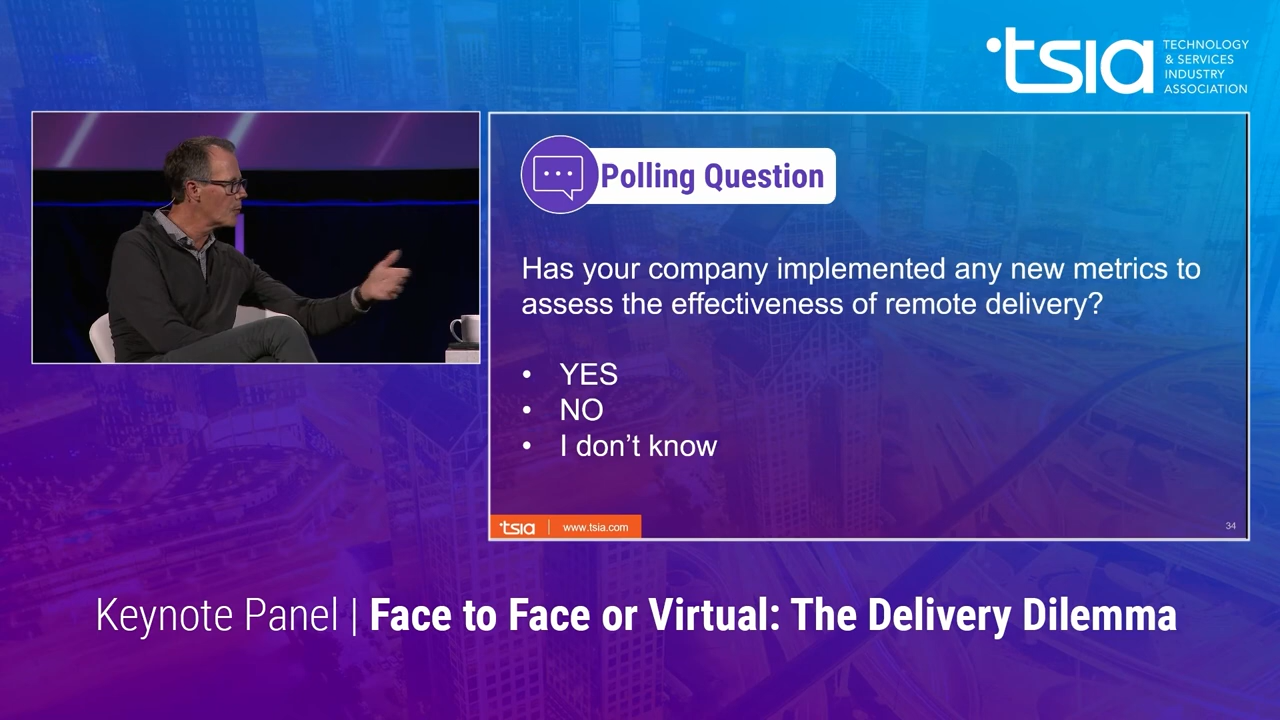 tsia
TECHNOLOGY
& SERVICES
INDUSTRY
ASSOCIATION
Polling Question
Has your company implemented any new metrics to
assess the effectiveness of remote delivery?
• YES
• NO
• I don’t know
tsia | www.tsia.com
34
Keynote Panel | Face to Face or Virtual: The Delivery Dilemma